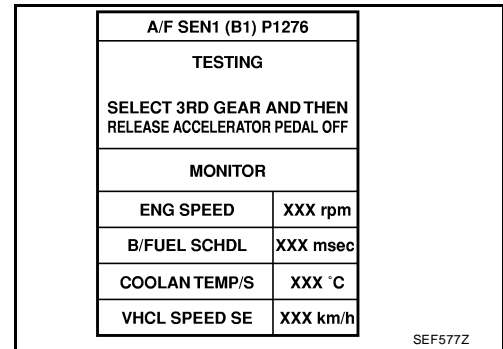 A/F SEN1 (B1) P1276
TESTING
SELECT 3RD GEAR AND THEN
RELEASE ACCELERATOR PEDAL OFF
MONITOR
ENG SPEED XXX rpm
B/FUEL SCHDL XXX msec
COOLAN TEMP/S XXX °C
VHCL SPEED SE XXX km/h
SEF577Z